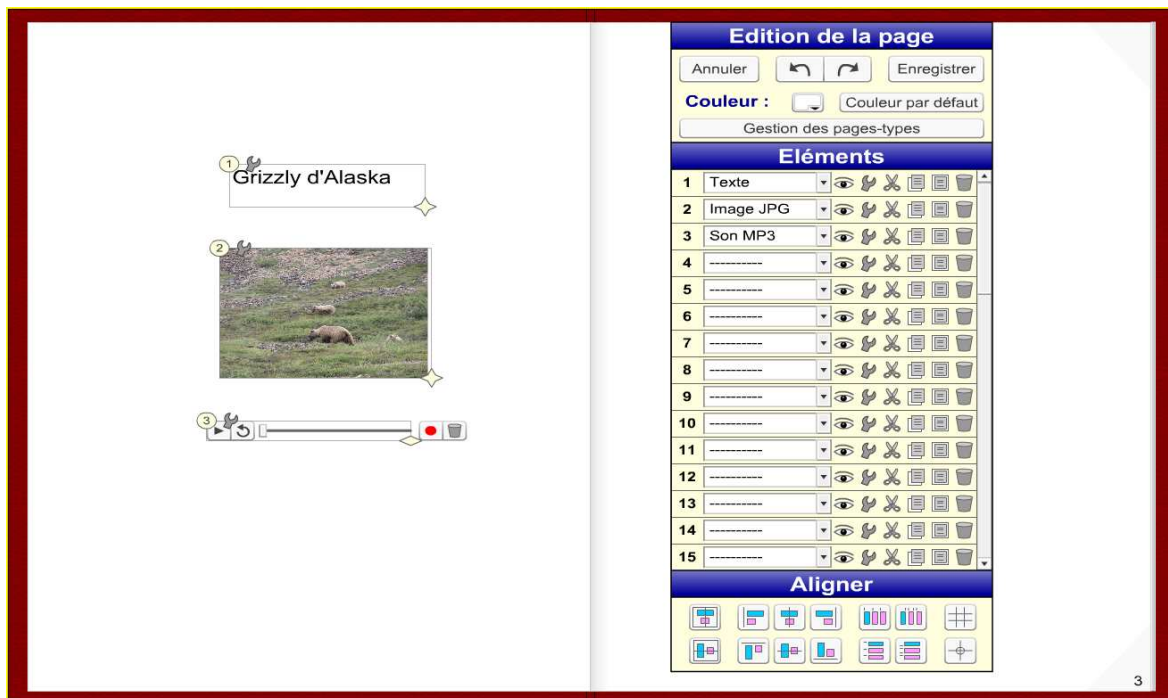 1
Grizzly d'Alaska
2
3
Edition de la page
Annuler
Enregistrer
Couleur :
Couleur par défaut
Gestion des pages-types
Eléments
1 Texte
2 Image JPG
3 Son MP3
4 ----------
5 ----------
6 ----------
7 ----------
8 ----------
9 ----------
10 ----------
11 ----------
12 ----------
13 ----------
14 ----------
15 ----------
Aligner
3